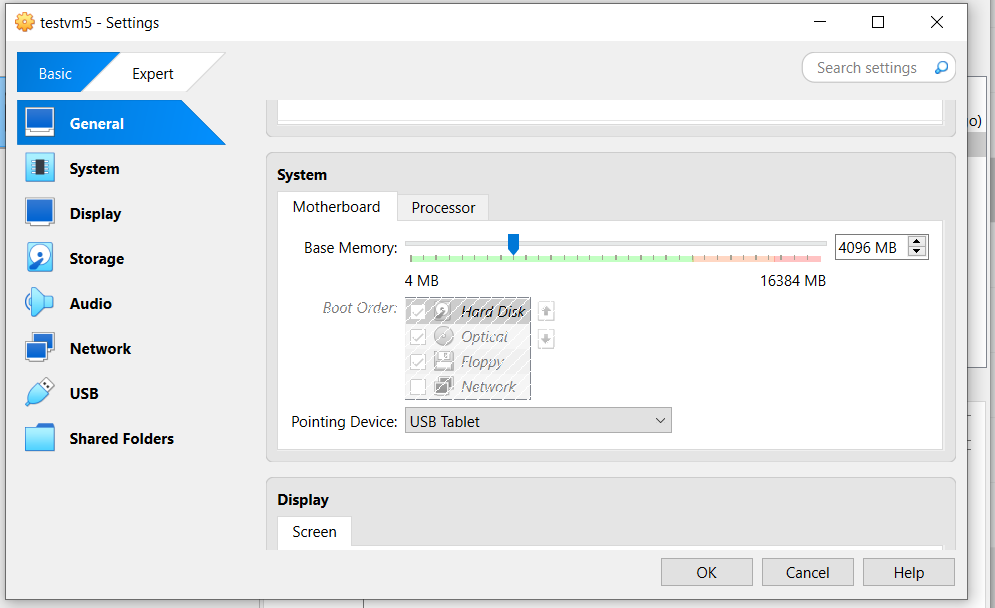 testvm5 - Settings
Basic Expert
Search settings
General
System
Display
Storage
Audio
Network
USB
Shared Folders
System
Motherboard Processor
Base Memory: 4096 MB
4 MB 16384 MB
Boot Order: Hard Disk
Optical
Floppy
Network
Pointing Device: USB Tablet
Display
Screen
OK Cancel Help
o)